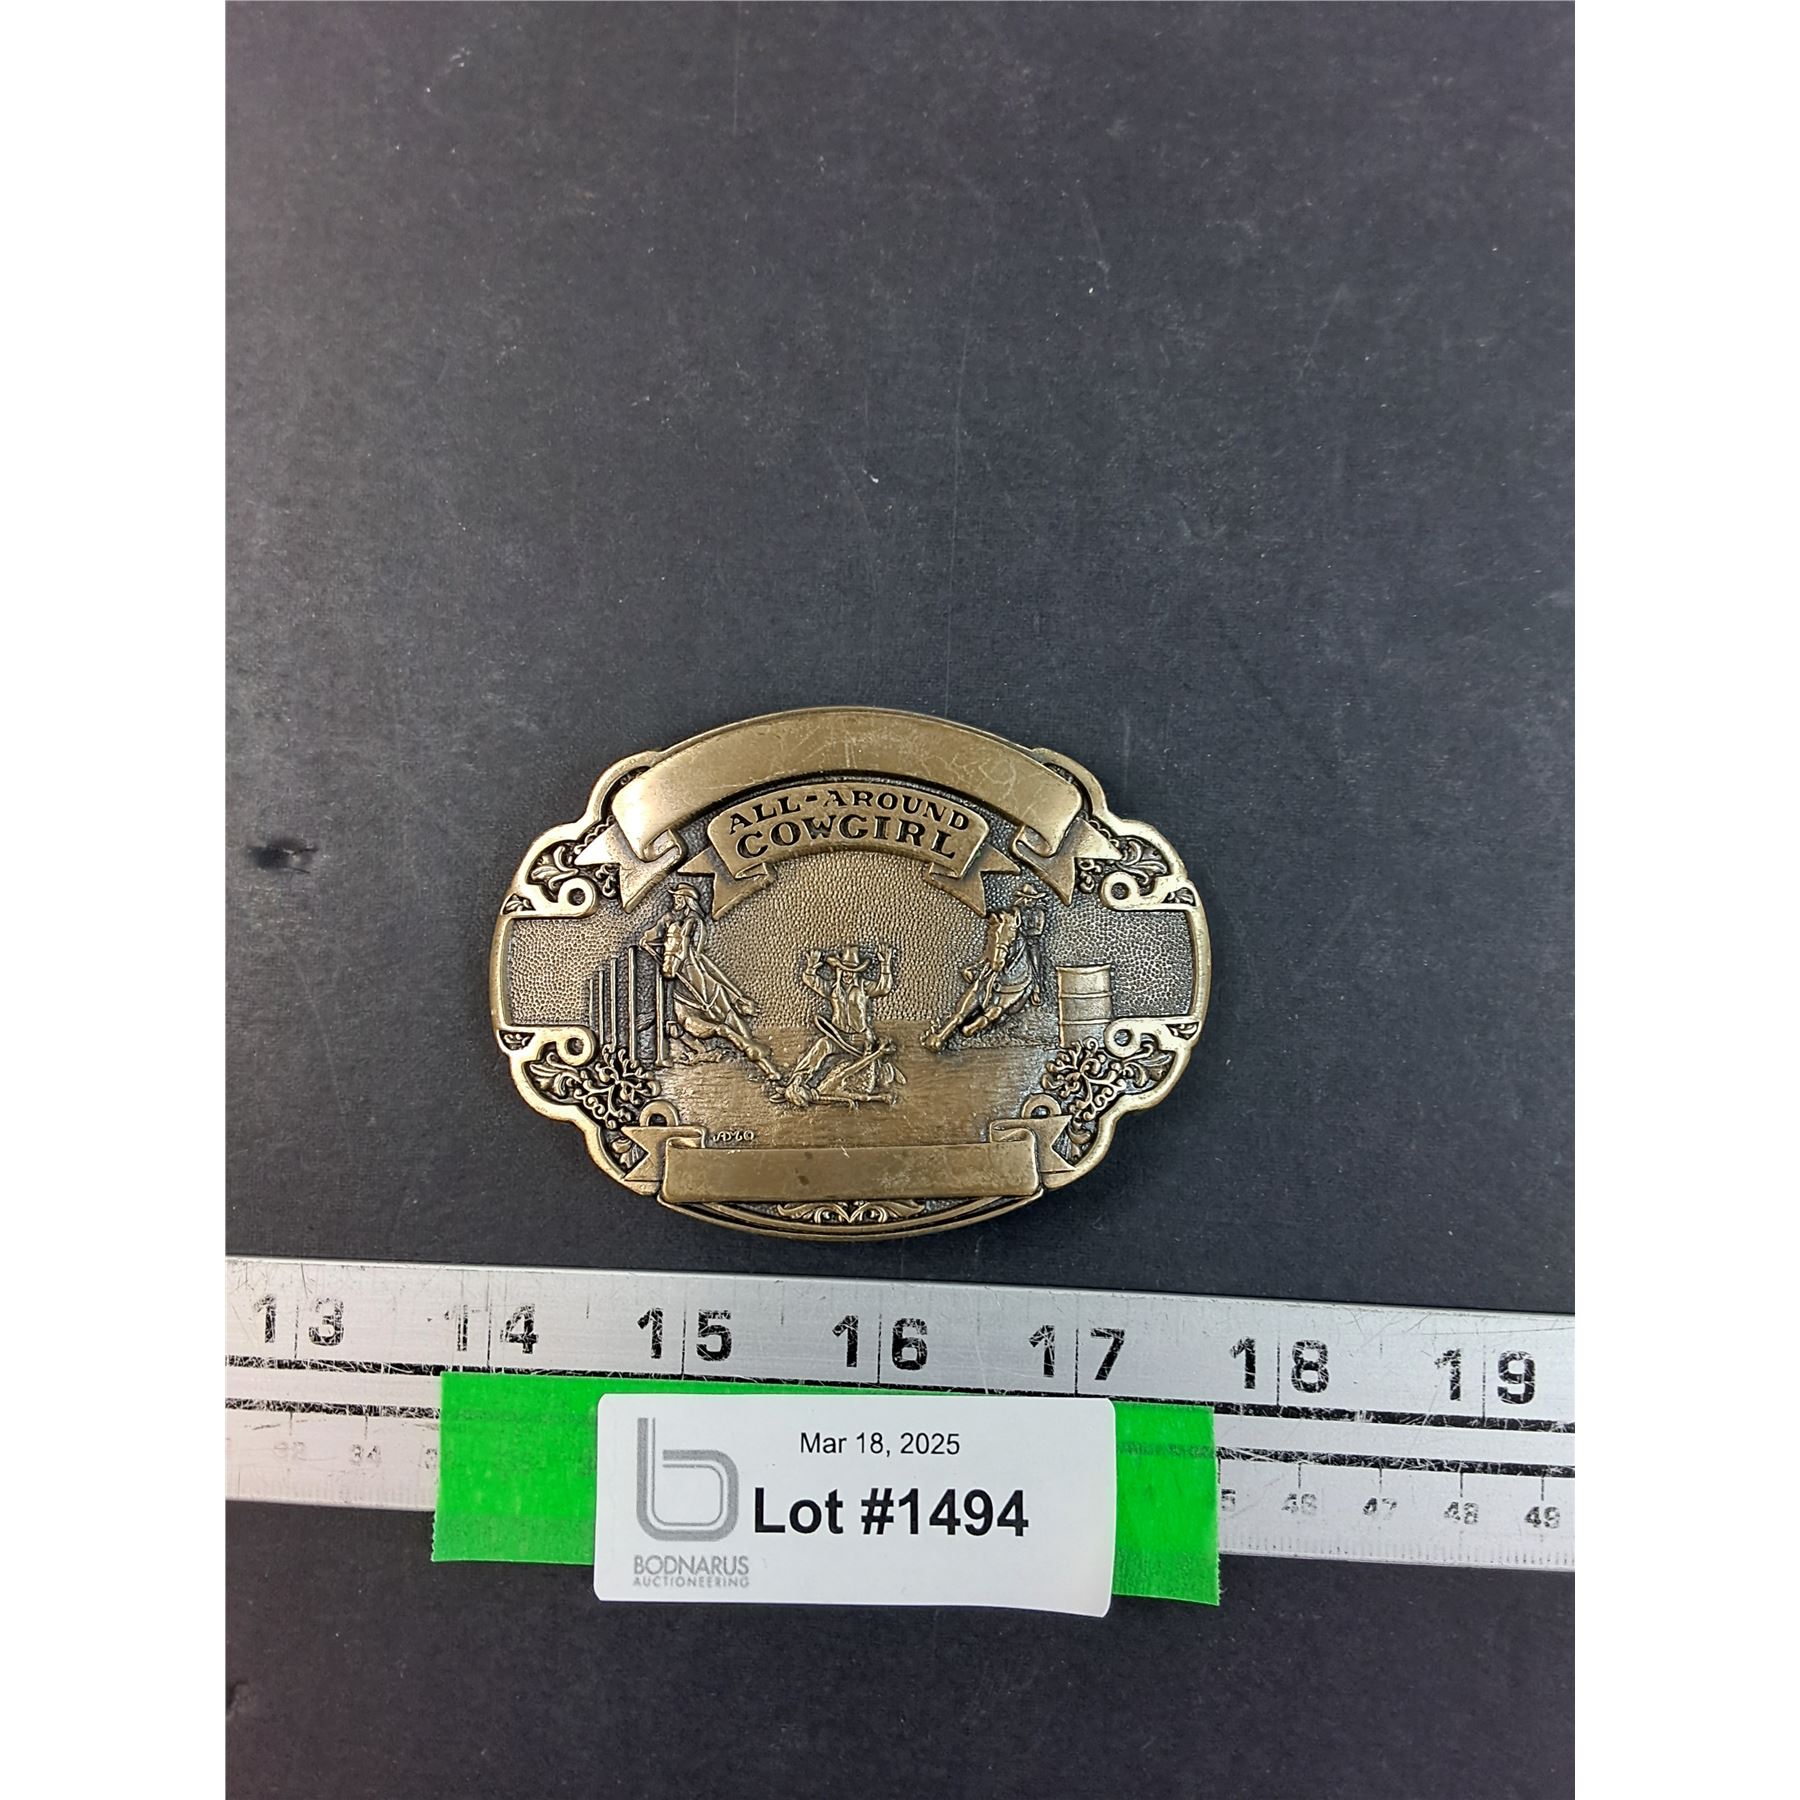 ALL-AROUND
COWGIRL
13 14 15 16 17 18 19
34
46 47 48 49
Mar 18, 2025
Lot #1494
BODNARUS
AUCTIONEERING